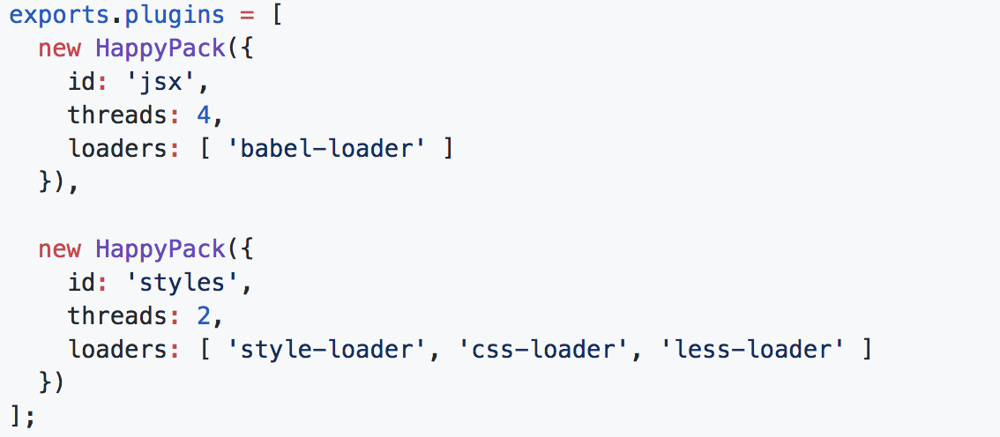 exports.plugins = [
  new HappyPack({
    id: 'jsx',
    threads: 4,
    loaders: [ 'babel-loader' ]
  }),

  new HappyPack({
    id: 'styles',
    threads: 2,
    loaders: [ 'style-loader', 'css-loader', 'less-loader' ]
  })
];